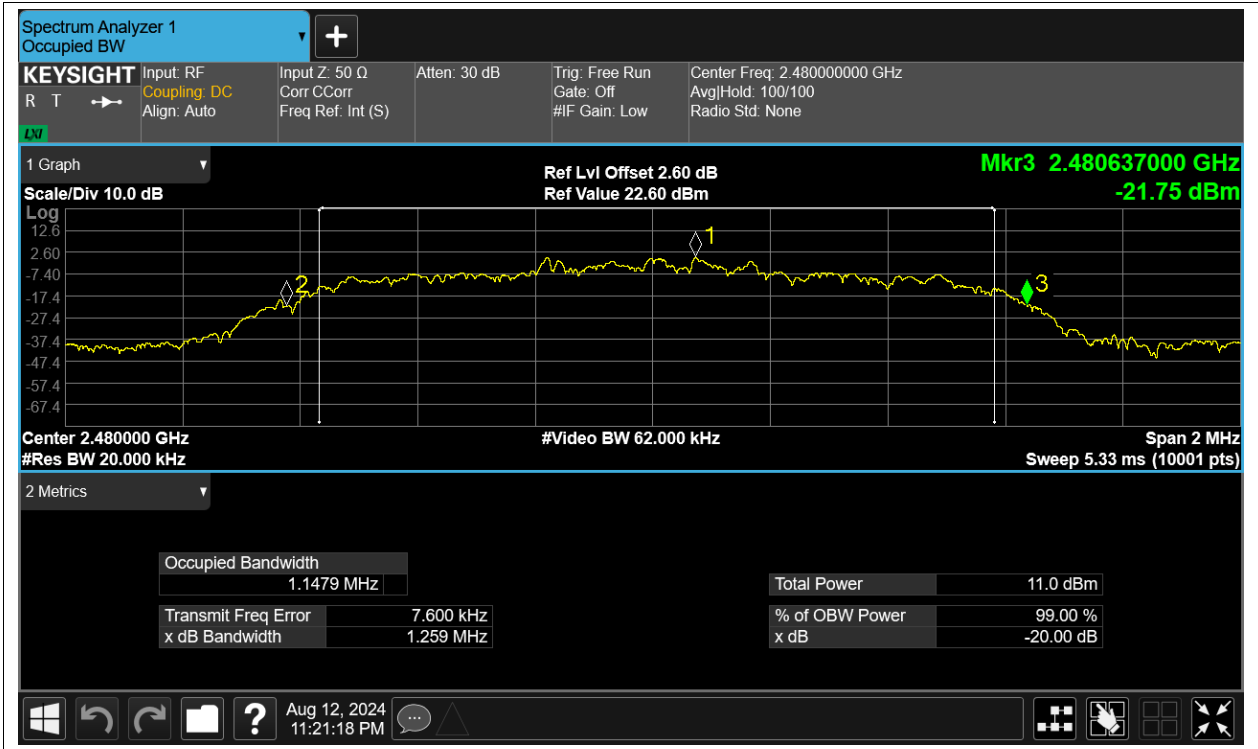 Spectrum Analyzer 1
Occupied BW
KEYSIGHT
R T
LXI
Input: RF
Coupling: DC
Align: Auto
Input Z: 50 Ω
Corr CCorr
Freq Ref: Int (S)
Atten: 30 dB
Trig: Free Run
Gate: Off
#IF Gain: Low
Center Freq: 2.480000000 GHz
Avg|Hold: 100/100
Radio Std: None
1 Graph
Scale/Div 10.0 dB
Ref Lvl Offset 2.60 dB
Ref Value 22.60 dBm
Mkr3 2.480637000 GHz
-21.75 dBm
Log
12.6
2.60
-7.40
-17.4
-27.4
-37.4
-47.4
-57.4
-67.4
1
2
3
Center 2.480000 GHz
#Video BW 62.000 kHz
Span 2 MHz
#Res BW 20.000 kHz
Sweep 5.33 ms (10001 pts)
2 Metrics
Occupied Bandwidth
1.1479 MHz
Transmit Freq Error 7.600 kHz
x dB Bandwidth 1.259 MHz
Total Power 11.0 dBm
% of OBW Power 99.00 %
x dB -20.00 dB
?
Aug 12, 2024
11:21:18 PM